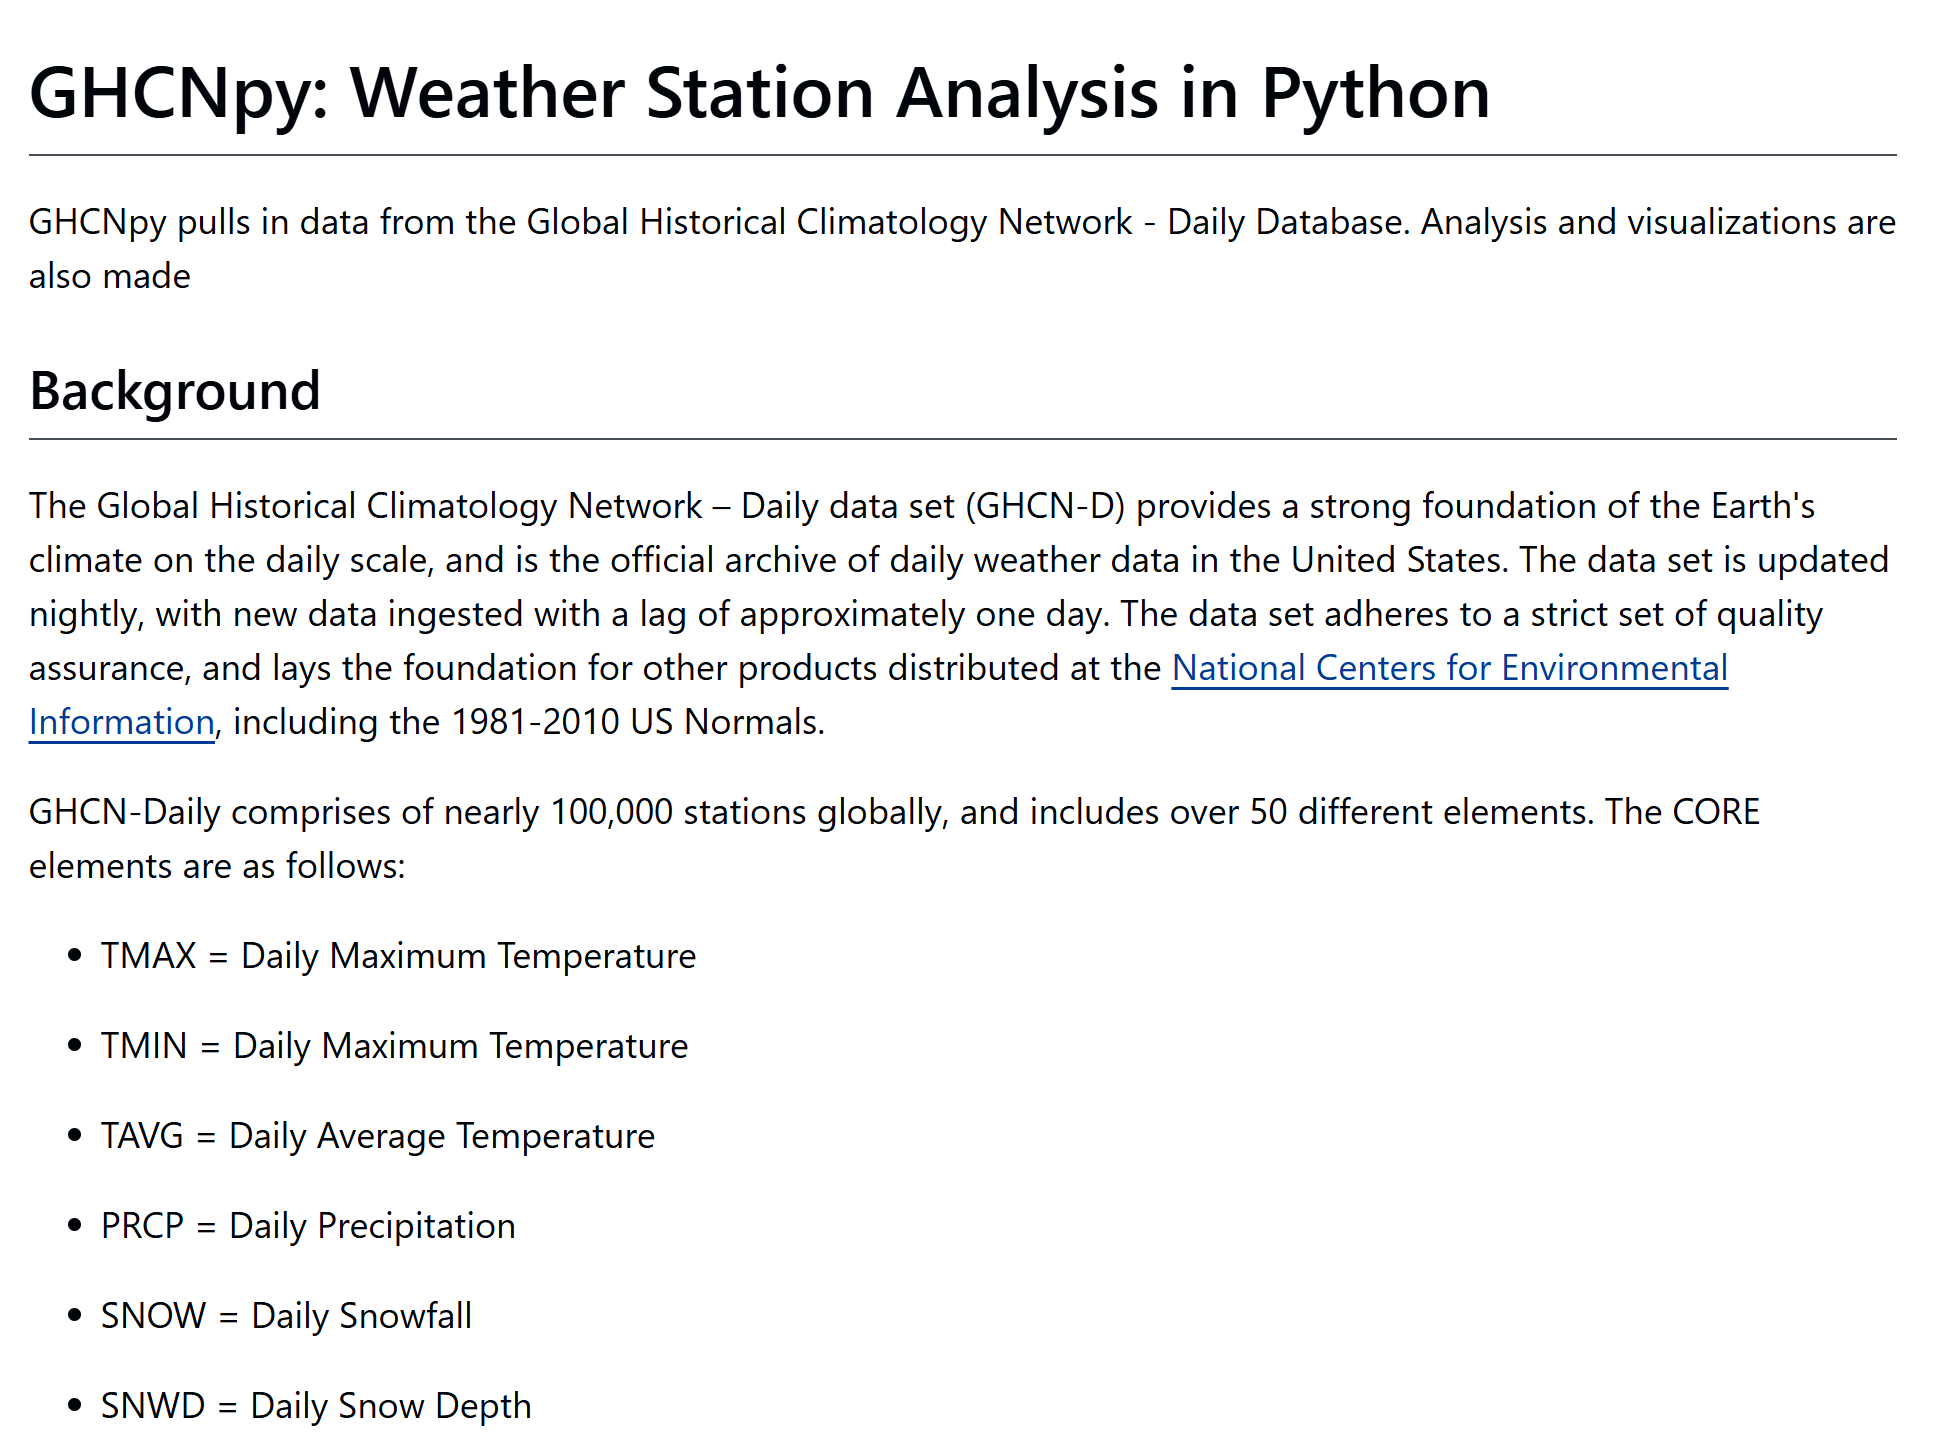 GHCNpy: Weather Station Analysis in Python
GHCNpy pulls in data from the Global Historical Climatology Network - Daily Database. Analysis and visualizations are
also made
Background
The Global Historical Climatology Network – Daily data set (GHCN-D) provides a strong foundation of the Earth's
climate on the daily scale, and is the official archive of daily weather data in the United States. The data set is updated
nightly, with new data ingested with a lag of approximately one day. The data set adheres to a strict set of quality
assurance, and lays the foundation for other products distributed at the National Centers for Environmental
Information, including the 1981-2010 US Normals.
GHCN-Daily comprises of nearly 100,000 stations globally, and includes over 50 different elements. The CORE
elements are as follows:
• TMAX = Daily Maximum Temperature
• TMIN = Daily Maximum Temperature
• TAVG = Daily Average Temperature
• PRCP = Daily Precipitation
• SNOW = Daily Snowfall
• SNWD = Daily Snow Depth